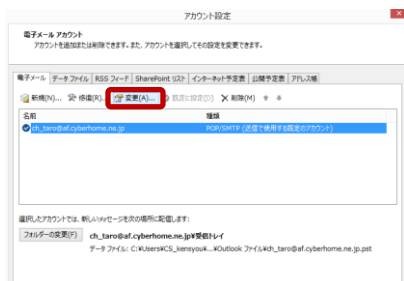 アカウント設定
電子メール アカウント
アカウントを追加または削除できます。また、アカウントを選択してその設定を変更できます。
電子メール データ ファイル RSS フィード SharePoint リスト インターネット予定表 公開予定表 アドレス帳
新規(N)... 修復(R)... 変更(A)... 既定に設定(D) 削除(M)
名前 種類
ch_taro@af.cyberhome.ne.jp POP/SMTP (送信で使用する既定のアカウント)
選択したアカウントでは、新しいメッセージを次の場所に配信します:
フォルダーの変更(F) ch_taro@af.cyberhome.ne.jp¥受信トレイ
データ ファイル: C:¥Users¥CS_kensyou¥...¥Outlook ファイル¥ch_taro@af.cyberhome.ne.jp.pst